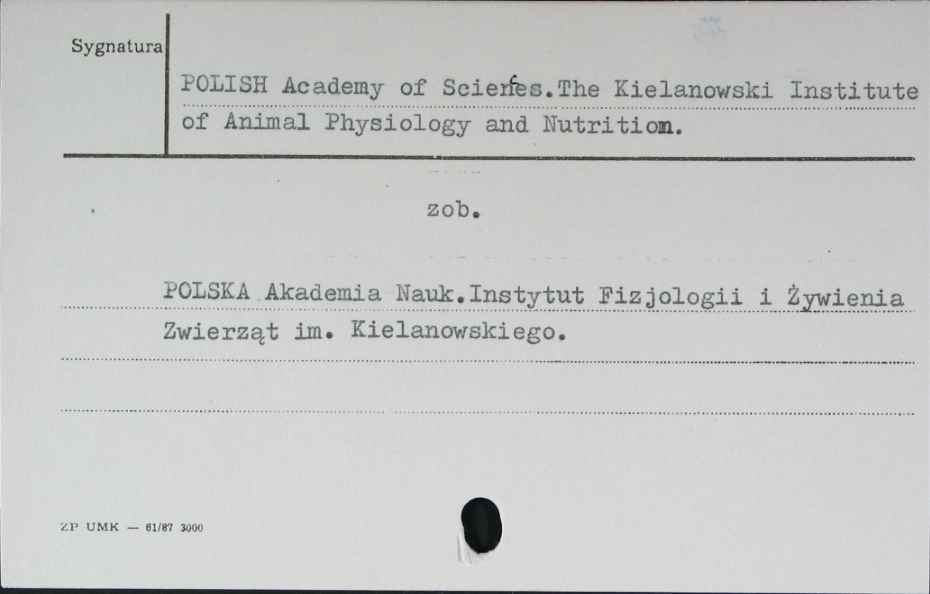 Sygnatura
POLISH Academy of Sciences.The Kielanowski Institute
of Animal Physiology and Nutrition.
zob.
POLSKA Akademia Nauk.Instytut Fizjologii i Żywienia
Zwierząt im. Kielanowskiego.
ZP UMK — 61/87 3000